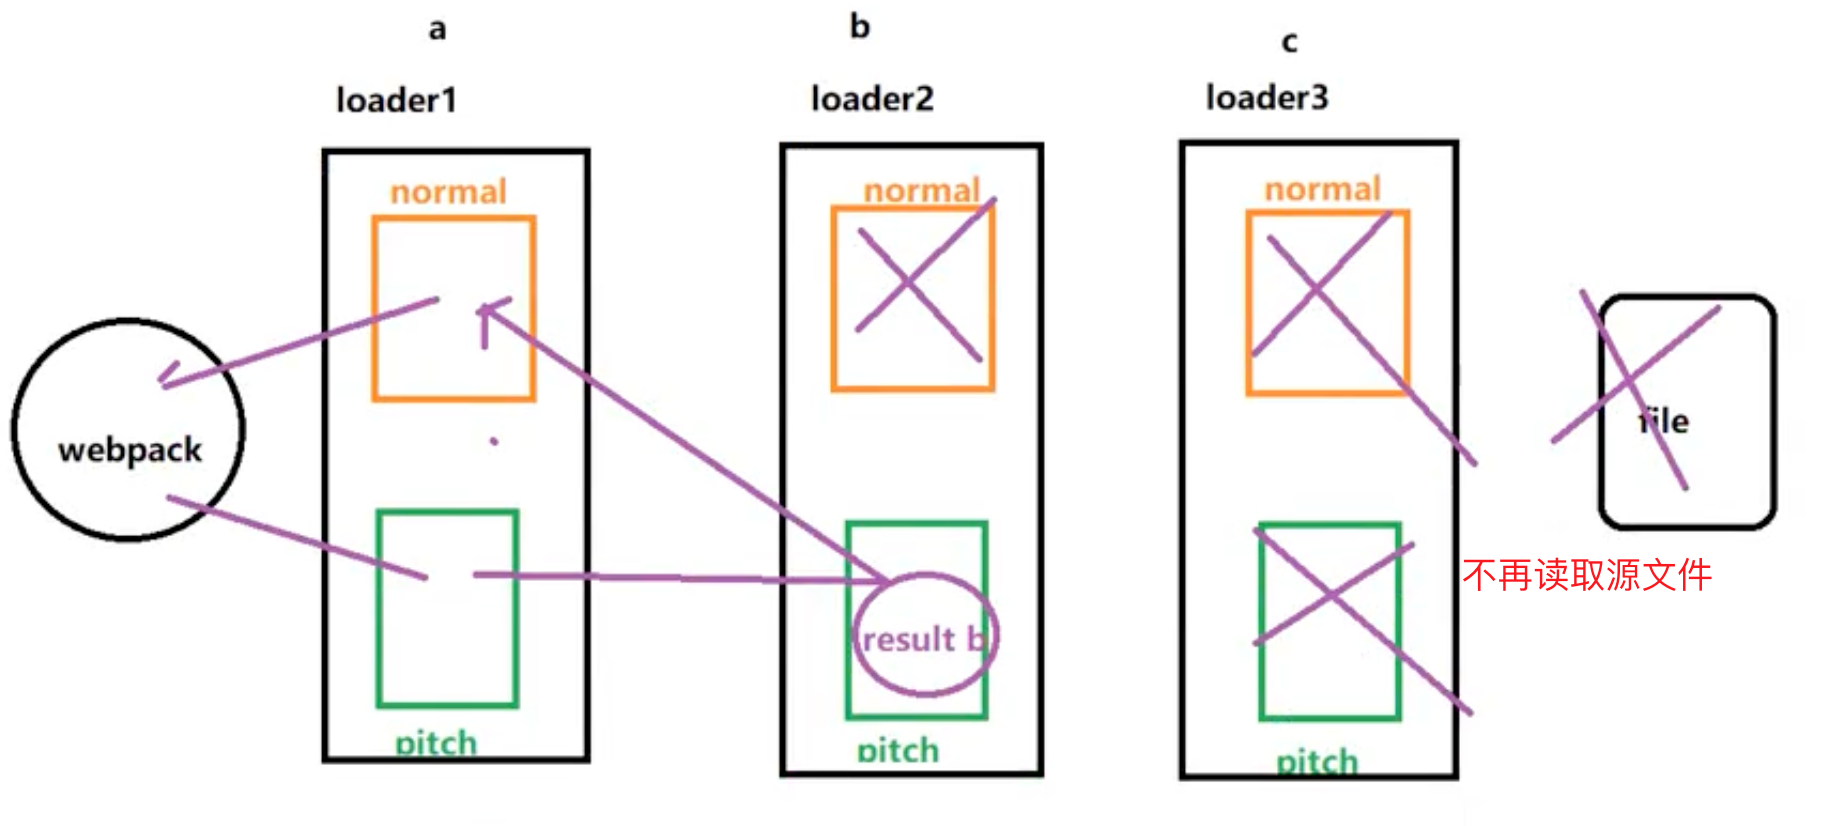 a
b
c
loader1
loader2
loader3
normal
normal
normal
webpack
file
不再读取源文件
result b
pitch
pitch
pitch